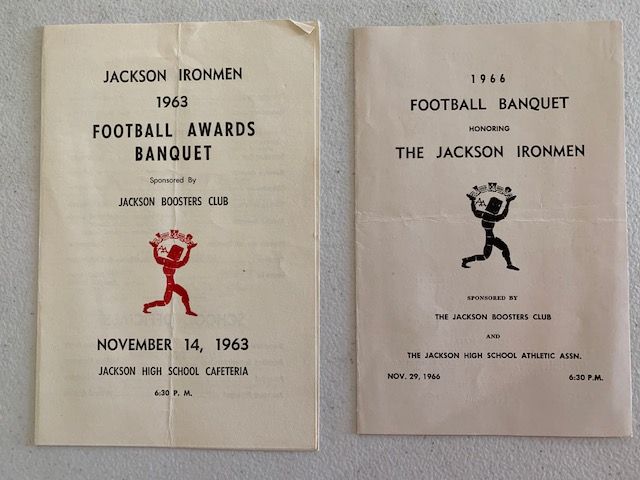 JACKSON IRONMEN
1963
FOOTBALL AWARDS
BANQUET
Sponsored By
JACKSON BOOSTERS CLUB
NOVEMBER 14, 1963
JACKSON HIGH SCHOOL CAFETERIA
6:30 P. M.
1966
FOOTBALL BANQUET
HONORING
THE JACKSON IRONMEN
SPONSORED BY
THE JACKSON BOOSTERS CLUB
AND
THE JACKSON HIGH SCHOOL ATHLETIC ASSN.
NOV. 29, 1966 6:30 P.M.